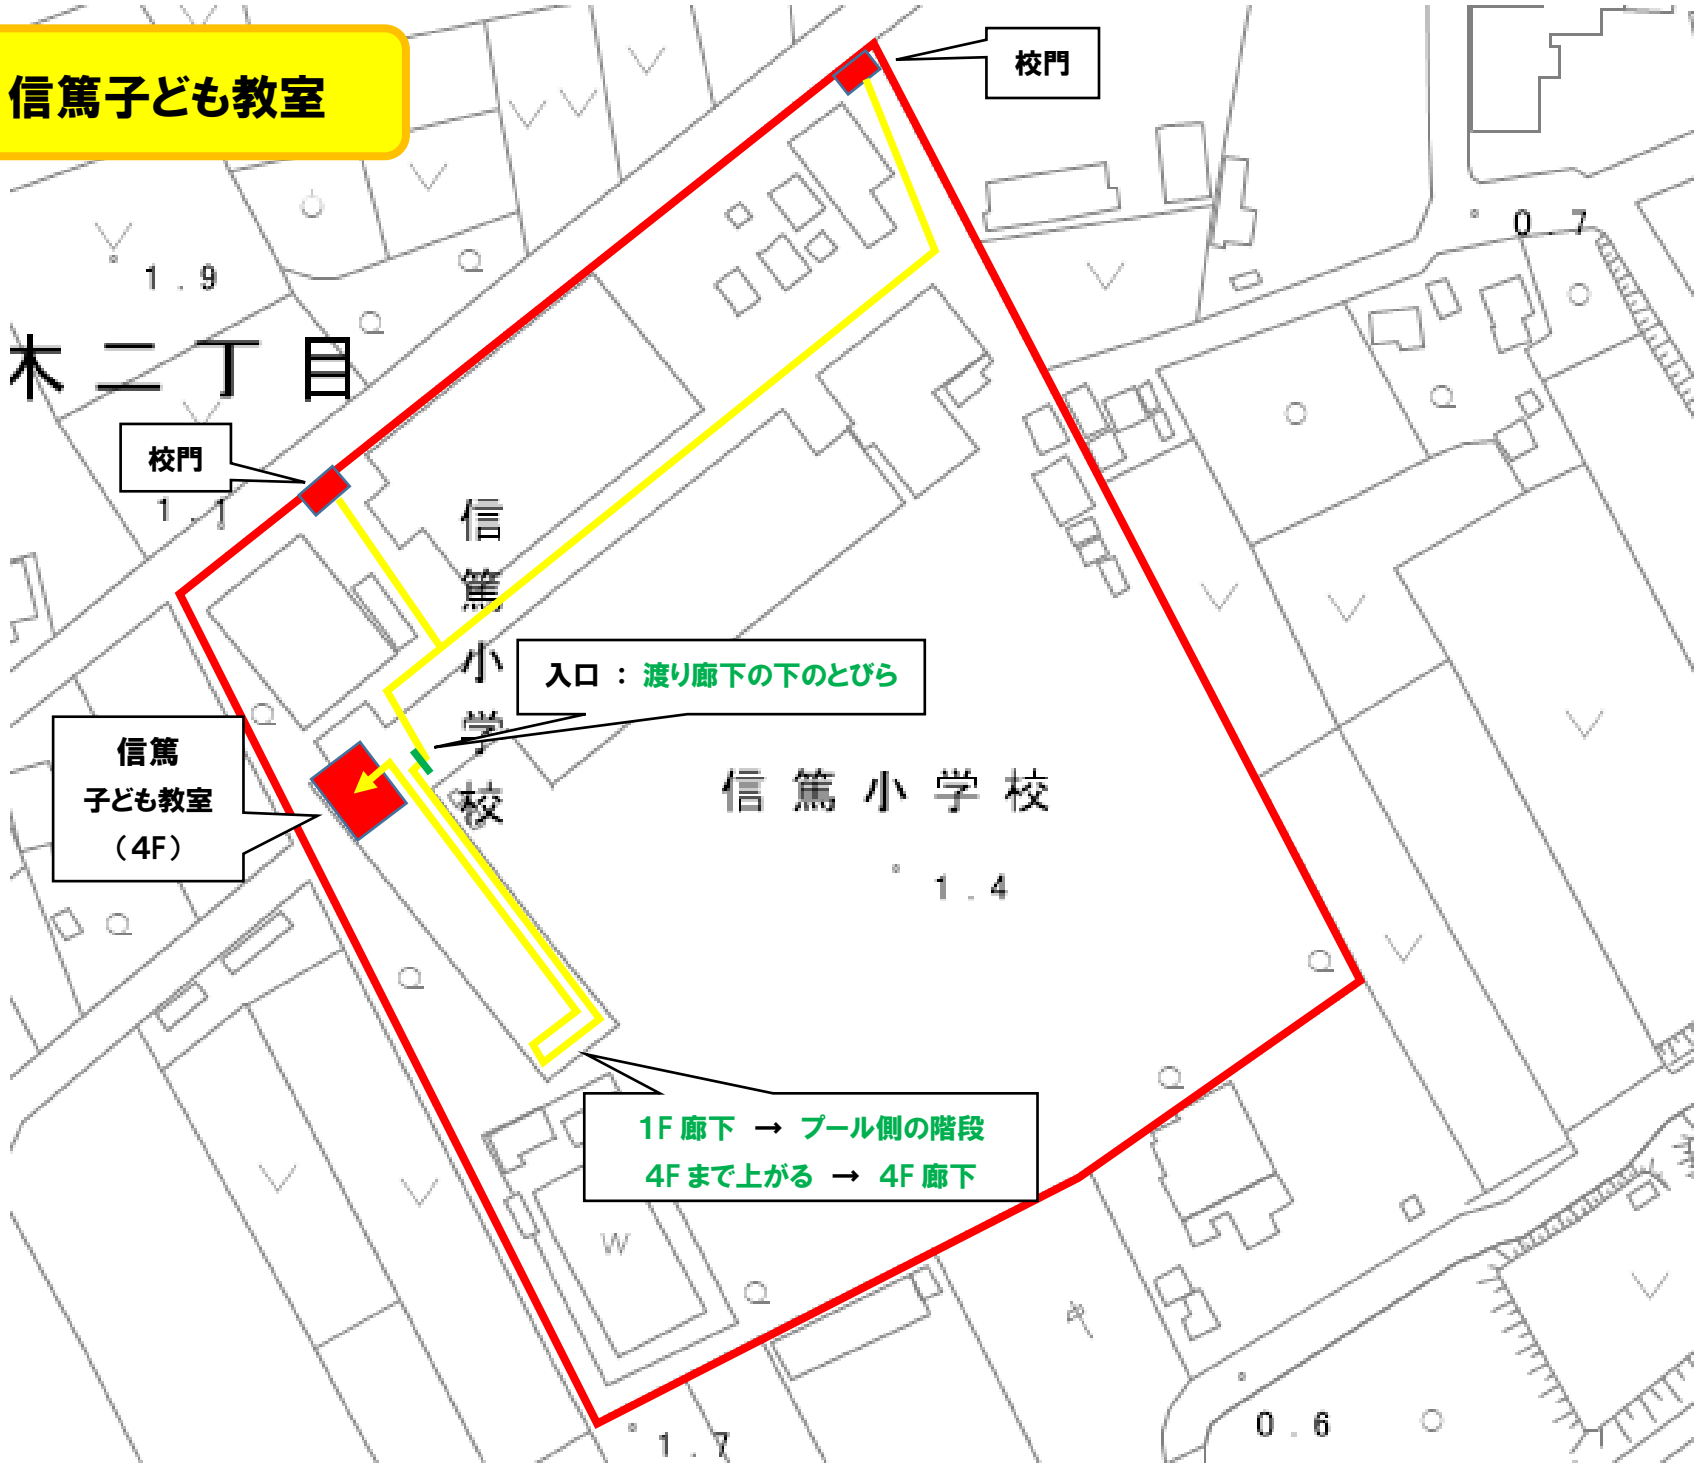 信篤子ども教室
校門
0.7
1.9
木二丁目
校門
1.1
信篤小学校
入口 : 渡り廊下の下のとびら
信篤
子ども教室
(4F)
信篤小学校
1.4
1F 廊下 → プール側の階段
4F まで上がる → 4F 廊下
W
0.6
1.7